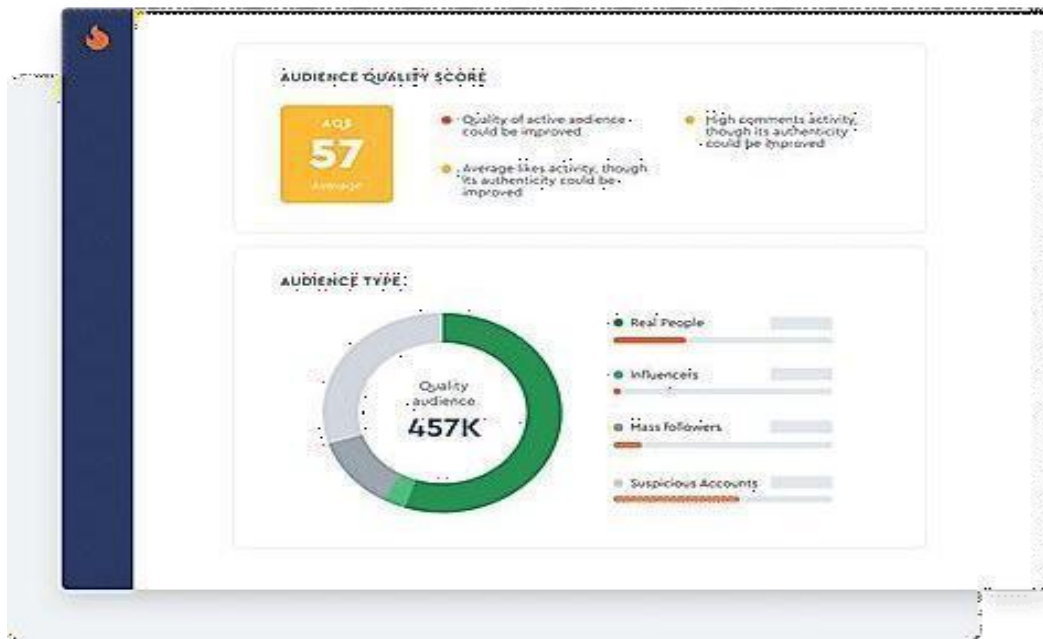 AUDIENCE QUALITY SCORE
AQS
57
Average
Quality of active audience
could be improved
Average likes activity, though
its authenticity could be
improved
High comments activity,
though its authenticity
could be improved
AUDIENCE TYPE:
Quality
audience
457K
Real People
Influencers
Mass followers
Suspicious Accounts